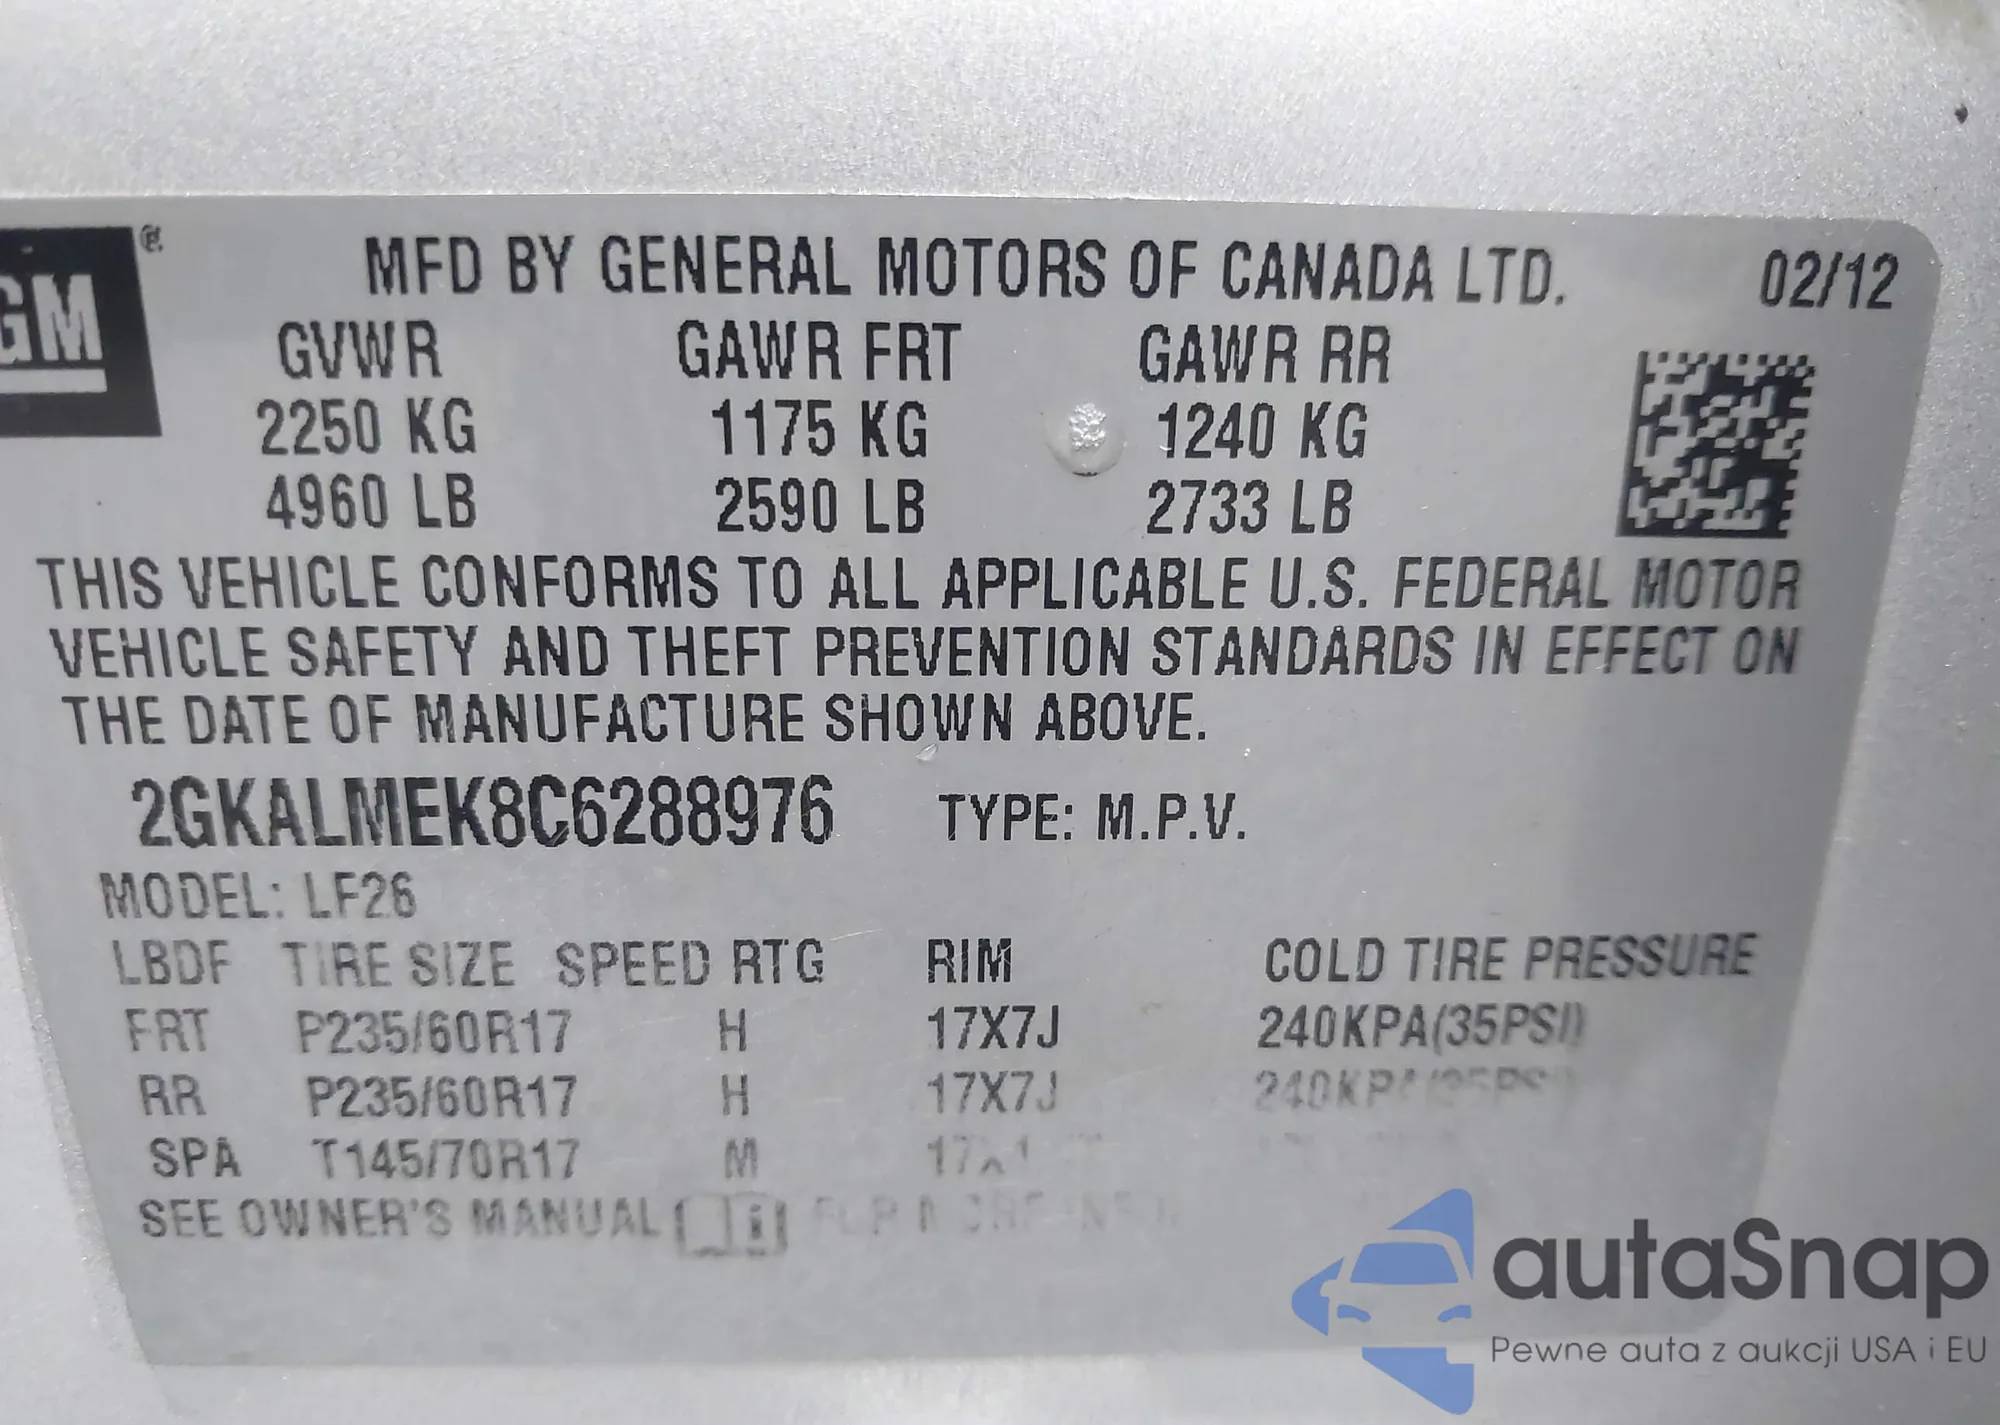 GM ®
MFD BY GENERAL MOTORS OF CANADA LTD. 02/12
GVWR GAWR FRT GAWR RR
2250 KG 1175 KG 1240 KG
4960 LB 2590 LB 2733 LB
THIS VEHICLE CONFORMS TO ALL APPLICABLE U.S. FEDERAL MOTOR
VEHICLE SAFETY AND THEFT PREVENTION STANDARDS IN EFFECT ON
THE DATE OF MANUFACTURE SHOWN ABOVE.
2GKALMEK8C6288976 TYPE: M.P.V.
MODEL: LF26
LBDF TIRE SIZE SPEED RTG RIM COLD TIRE PRESSURE
FRT P235/60R17 H 17X7J 240KPA(35PSI)
RR P235/60R17 H 17X7J 240KPA(35PSI)
SPA T145/70R17 M
SEE OWNER'S MANUAL
autaSnap
Pewne auta z aukcji USA i EU